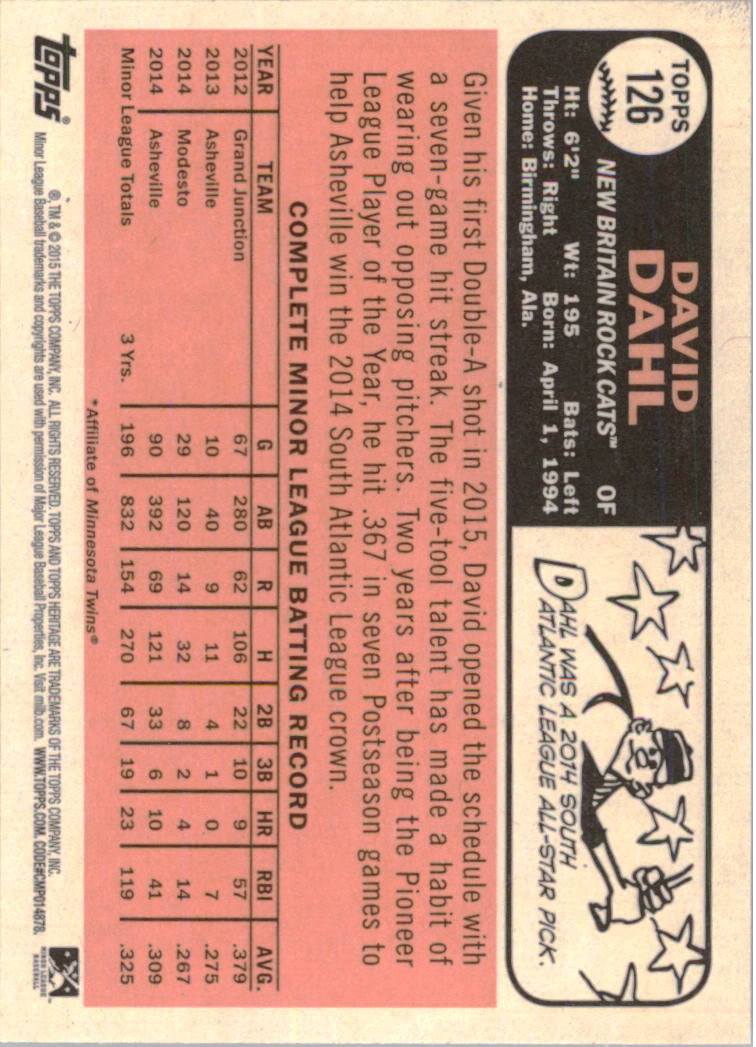 TOPPS
126
DAVID
DAHL
NEW BRITAIN ROCK CATS™ OF
Ht: 6'2" Wt: 195 Bats: Left
Throws: Right Born: April 1, 1994
Home: Birmingham, Ala.
DAHL WAS A 2014 SOUTH
ATLANTIC LEAGUE ALL-STAR PICK.
Given his first Double-A shot in 2015, David opened the schedule with
a seven-game hit streak. The five-tool talent has made a habit of
wearing out opposing pitchers. Two years after being the Pioneer
League Player of the Year, he hit .367 in seven Postseason games to
help Asheville win the 2014 South Atlantic League crown.
COMPLETE MINOR LEAGUE BATTING RECORD
YEAR TEAM G AB R H 2B 3B HR RBI AVG.
2012 Grand Junction 67 280 62 106 22 10 9 57 .379
2013 Asheville 10 40 9 11 4 1 0 7 .275
2014 Modesto 29 120 14 32 8 2 4 14 .267
2014 Asheville 90 392 69 121 33 6 10 41 .309
Minor League Totals 3 Yrs. 196 832 154 270 67 19 23 119 .325
*Affiliate of Minnesota Twins®
TOPPS®
®, TM & © 2015 THE TOPPS COMPANY, INC. ALL RIGHTS RESERVED. TOPPS AND TOPPS HERITAGE ARE TRADEMARKS OF THE TOPPS COMPANY, INC.
Minor League Baseball trademarks and copyrights are used with permission of Major League Baseball Properties, Inc. Visit milb.com. WWW.TOPPS.COM. CODE#CMP014878.
MINOR LEAGUE
BASEBALL™